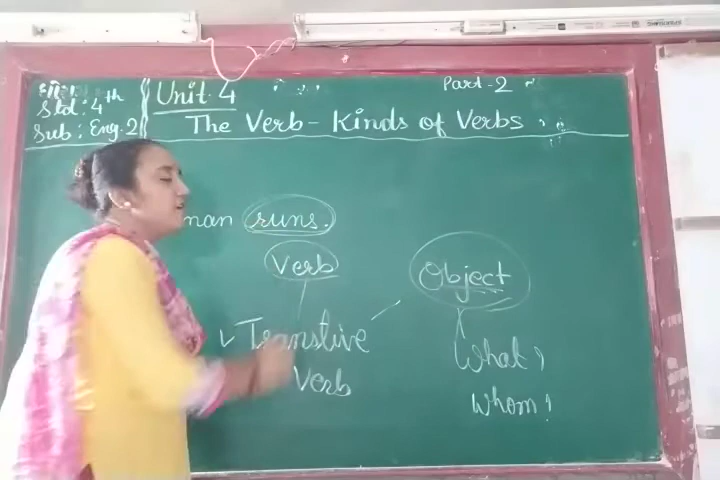 Std: 4th
Sub: Eng. 2
Unit. 4
Part-2
The Verb - Kinds of Verbs
man runs.
Verb
Object
Transtive
Verb
What?
Whom?